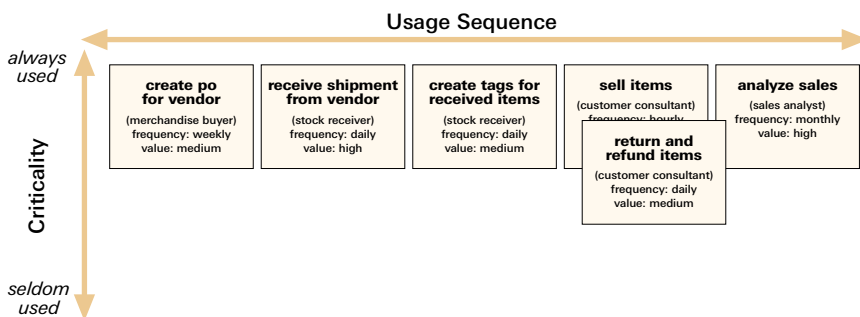 Usage Sequence
always
used
Criticality
seldom
used
create po
for vendor
(merchandise buyer)
frequency: weekly
value: medium
receive shipment
from vendor
(stock receiver)
frequency: daily
value: high
create tags for
received items
(stock receiver)
frequency: daily
value: medium
sell items
(customer consultant)
frequency: hourly
return and
refund items
(customer consultant)
frequency: daily
value: medium
analyze sales
(sales analyst)
frequency: monthly
value: high